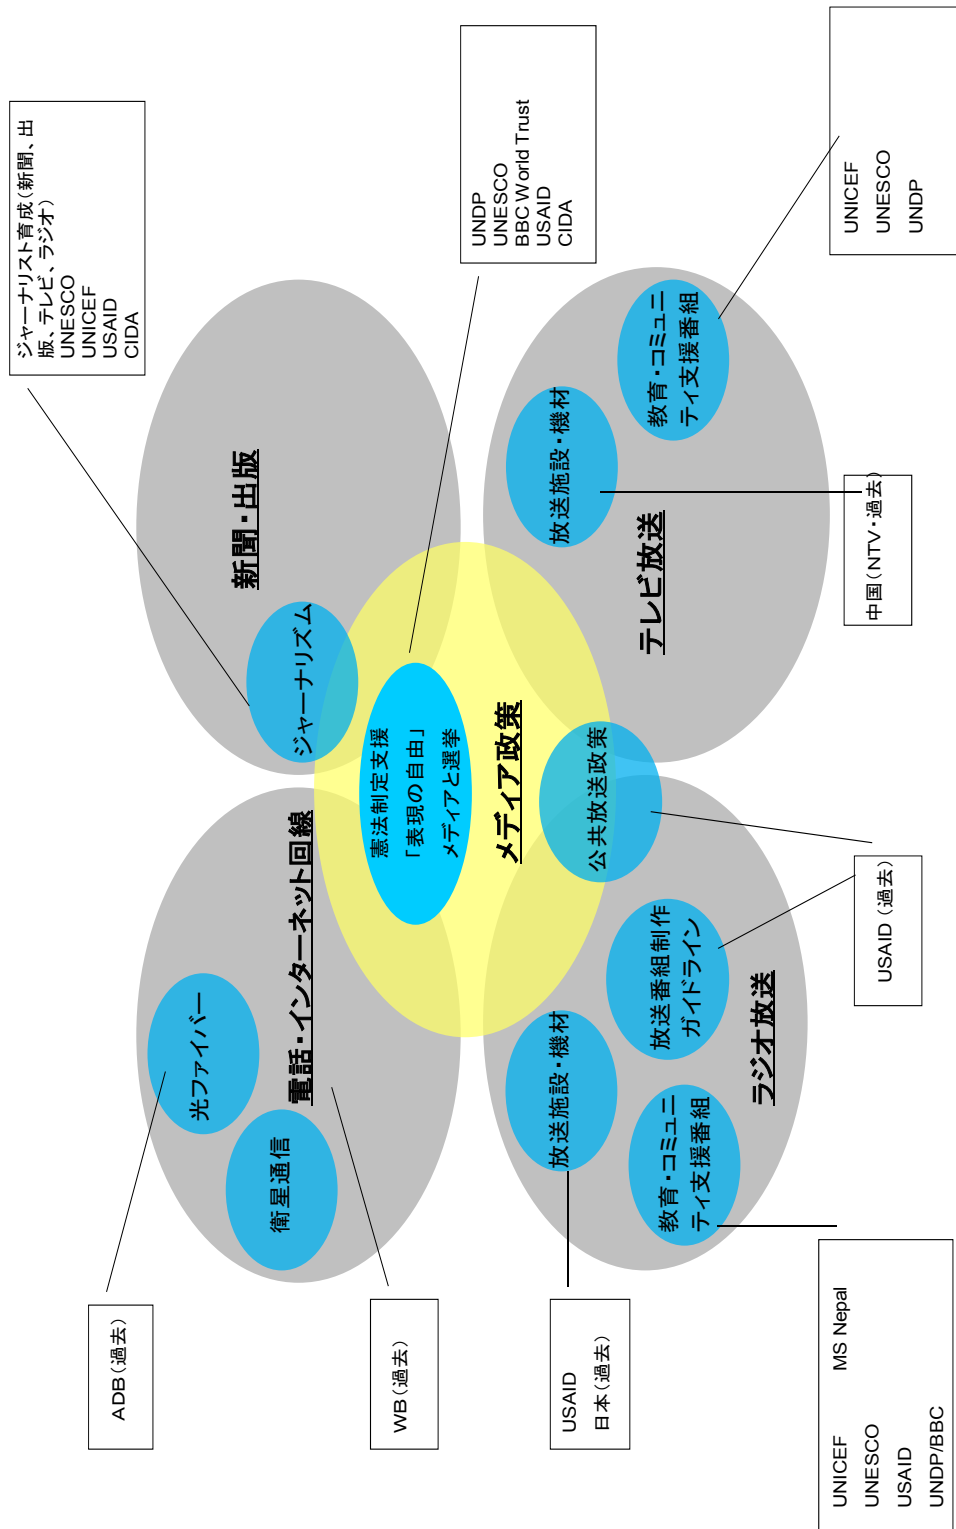 ジャーナリスト育成(新聞、出
版、テレビ、ラジオ)
UNESCO
UNICEF
USAID
CIDA
UNDP
UNESCO
BBC World Trust
USAID
CIDA
UNICEF
UNESCO
UNDP
新聞・出版
ジャーナリズム
放送施設・機材
教育・コミュニ
ティ支援番組
テレビ放送
中国(NTV・過去)
憲法制定支援
「表現の自由」
メディアと選挙
メディア政策
公共放送政策
電話・インターネット回線
光ファイバー
衛星通信
放送施設・機材
放送番組制作
ガイドライン
教育・コミュニ
ティ支援番組
ラジオ放送
USAID(過去)
ADB(過去)
WB(過去)
USAID
日本(過去)
UNICEF MS Nepal
UNESCO
USAID
UNDP/BBC